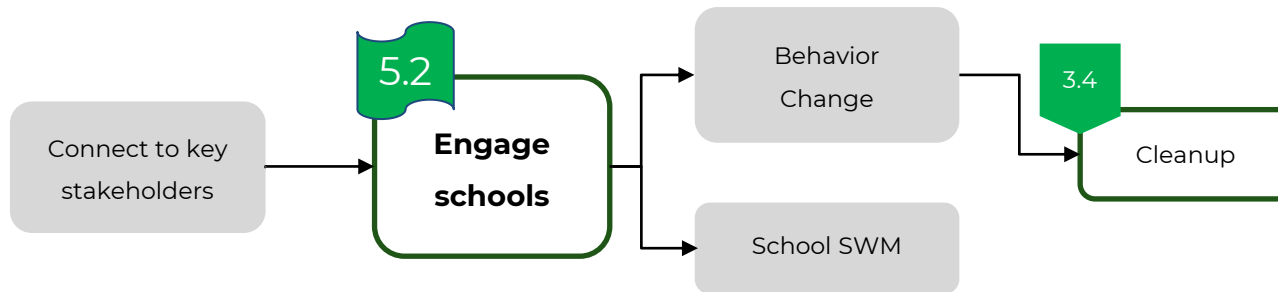 Connect to key
stakeholders
5.2
Engage
schools
Behavior
Change
School SWM
3.4
Cleanup